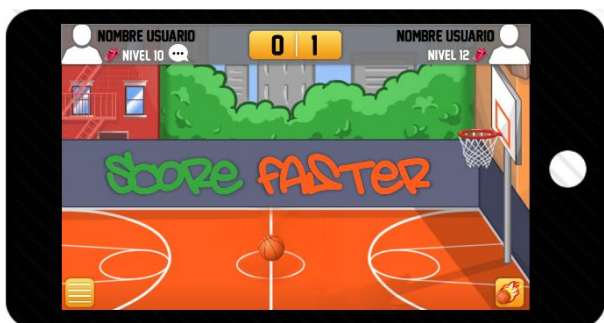 NOMBRE USUARIO
NIVEL 10
0 1
NOMBRE USUARIO
NIVEL 12
SCORE FASTER